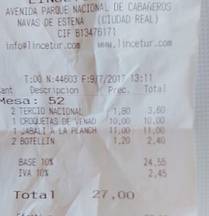 AVENIDA PARQUE NACIONAL DE CABAÑEROS
NAVAS DE ESTENA (CIUDAD REAL)
CIF B13476171
info@lincetur.com www.lincetur.com
T:00 N:44603 F:9/7/2017 13:11
Cant Descripcion Prec. Total
Mesa: 52
2 TERCIO NACIONAL 1,80 3,60
1 CROQUETAS DE VENAD 10,00 10,00
1 JABALI A LA PLANCH 11,00 11,00
2 BOTELLIN 1,20 2,40
BASE 10% 24,55
IVA 10% 2,45
Total 27,00